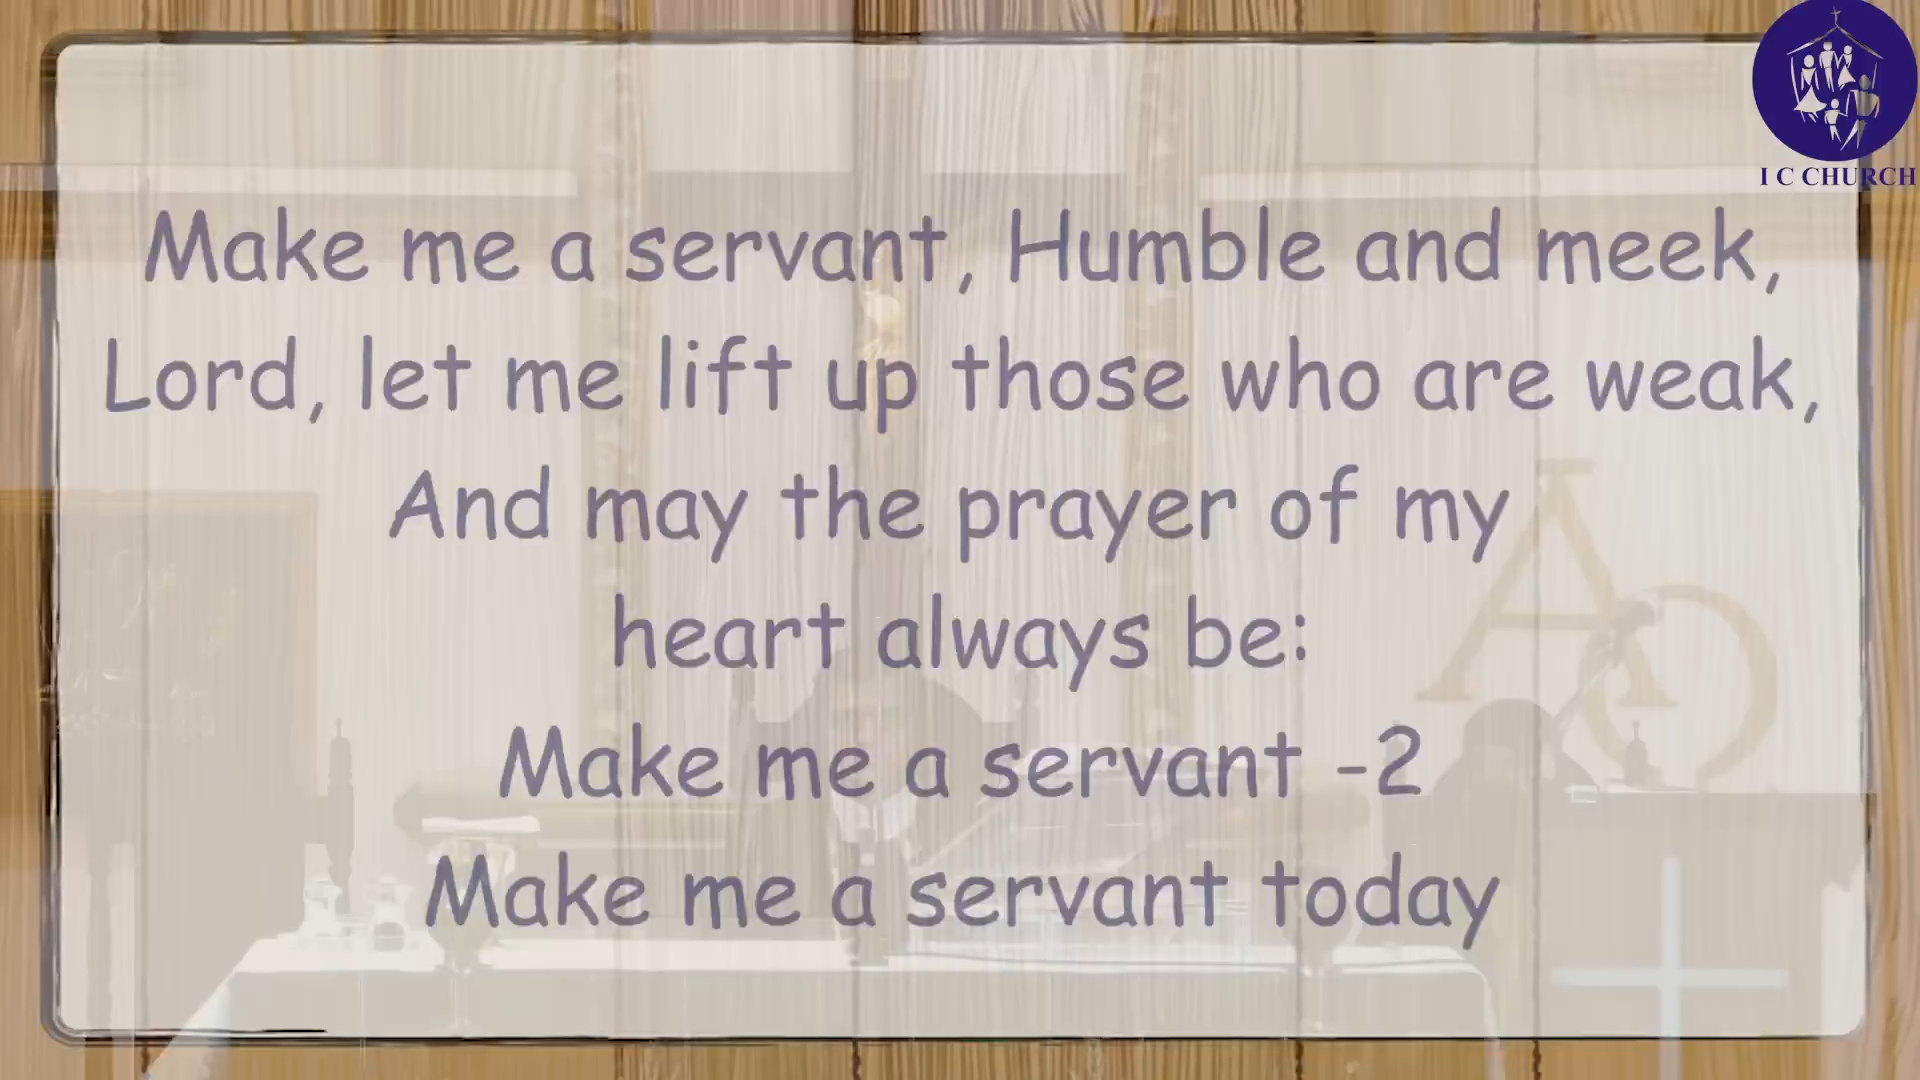 I C CHURCH
Make me a servant, Humble and meek,
Lord, let me lift up those who are weak,
And may the prayer of my
heart always be:
Make me a servant -2
Make me a servant today
AΩ